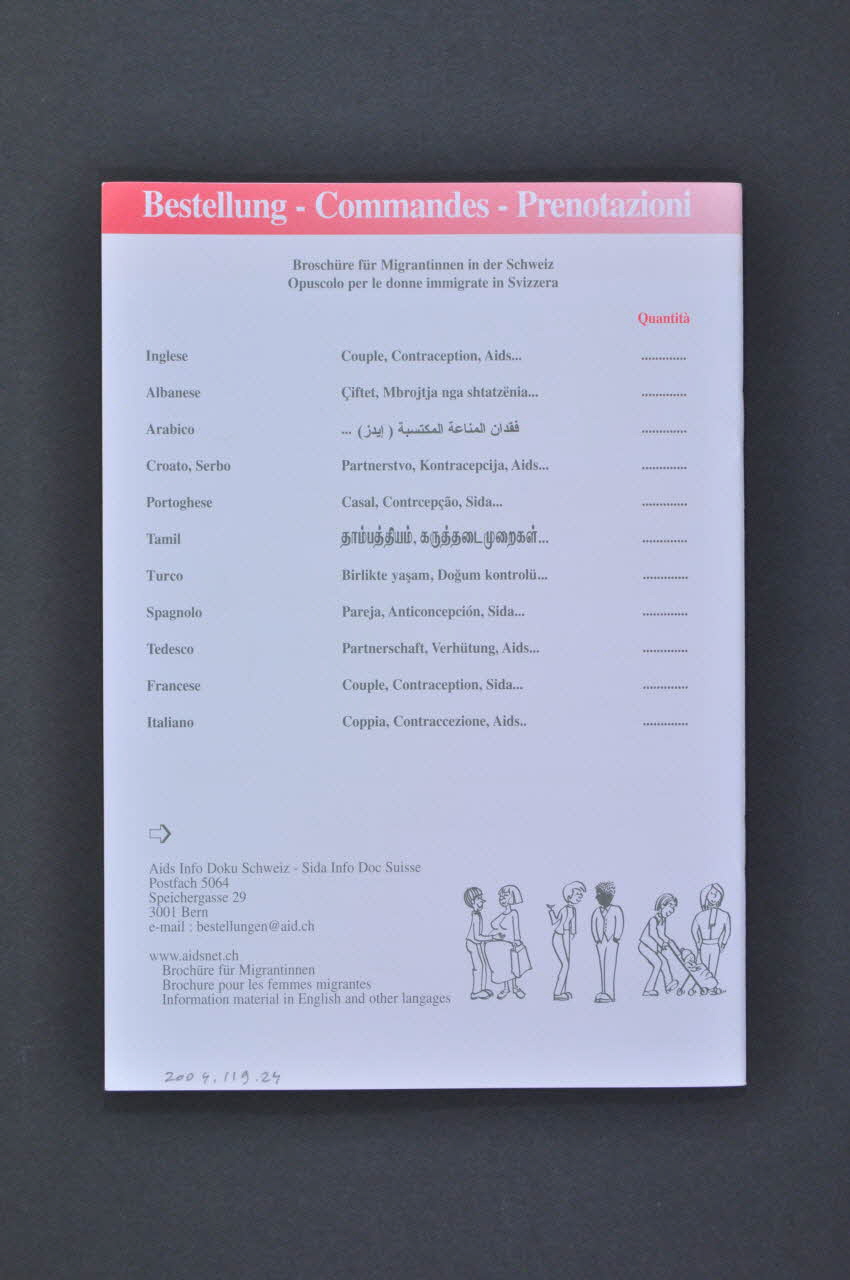 Bestellung - Commandes - Prenotazioni
Broschüre für Migrantinnen in der Schweiz
Opuscolo per le donne immigrate in Svizzera
Quantità
Inglese Couple, Contraception, Aids... .............
Albanese Çiftet, Mbrojtja nga shtatzënia... .............
Arabico فقدان المناعة المكتسبة ( إيدز) ... .............
Croato, Serbo Partnerstvo, Kontracepcija, Aids... .............
Portoghese Casal, Contrcepção, Sida... .............
Tamil தாம்பத்தியம், கருத்தடைமுறைகள்... .............
Turco Birlikte yaşam, Doğum kontrolü... .............
Spagnolo Pareja, Anticoncepción, Sida... .............
Tedesco Partnerschaft, Verhütung, Aids... .............
Francese Couple, Contraception, Sida... .............
Italiano Coppia, Contraccezione, Aids.. .............
Aids Info Doku Schweiz - Sida Info Doc Suisse
Postfach 5064
Speichergasse 29
3001 Bern
e-mail : bestellungen@aid.ch
www.aidsnet.ch
Brochüre für Migrantinnen
Brochure pour les femmes migrantes
Information material in English and other langages
2004.119.24